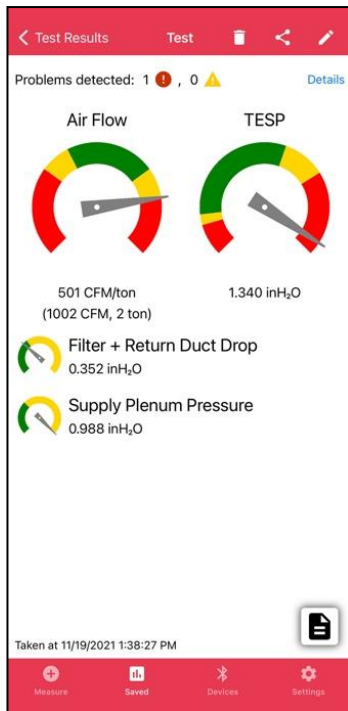 Test Results
Test
Problems detected: 1 , 0
Details
Air Flow
TESP
501 CFM/ton
(1002 CFM, 2 ton)
1.340 inH₂O
Filter + Return Duct Drop
0.352 inH₂O
Supply Plenum Pressure
0.988 inH₂O
Taken at 11/19/2021 1:38:27 PM
Measure
Saved
Devices
Settings